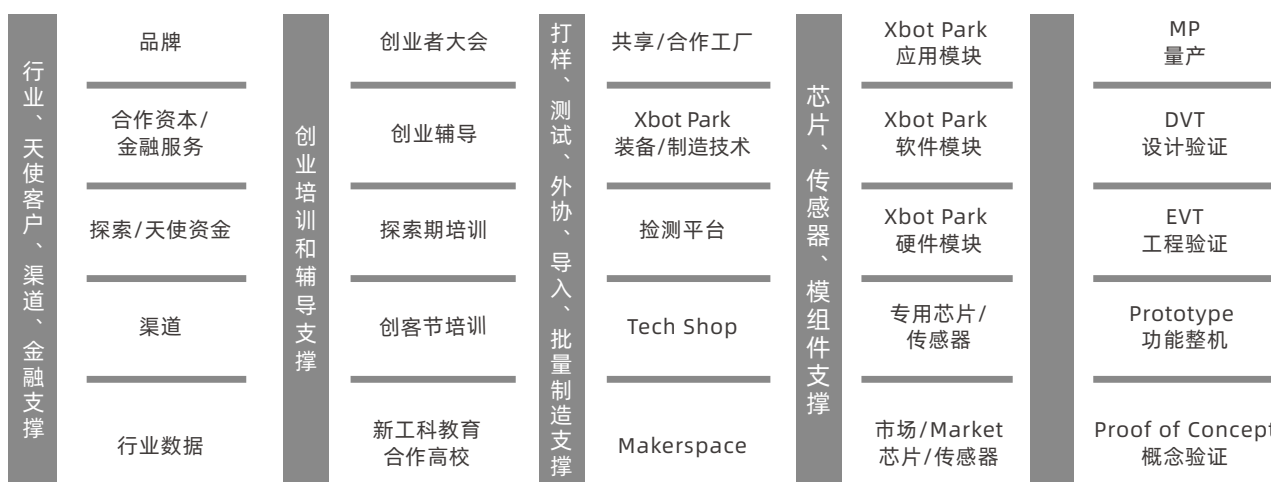 行业、天使客户、渠道、金融支撑
品牌
合作资本/
金融服务
探索/天使资金
渠道
行业数据
创业培训和辅导支撑
创业者大会
创业辅导
探索期培训
创客节培训
新工科教育
合作高校
打样、测试、外协、导入、批量制造支撑
共享/合作工厂
Xbot Park
装备/制造技术
捡测平台
Tech Shop
Makerspace
芯片、传感器、模组件支撑
Xbot Park
应用模块
Xbot Park
软件模块
Xbot Park
硬件模块
专用芯片/
传感器
市场/Market
芯片/传感器
MP
量产
DVT
设计验证
EVT
工程验证
Prototype
功能整机
Proof of Concept
概念验证